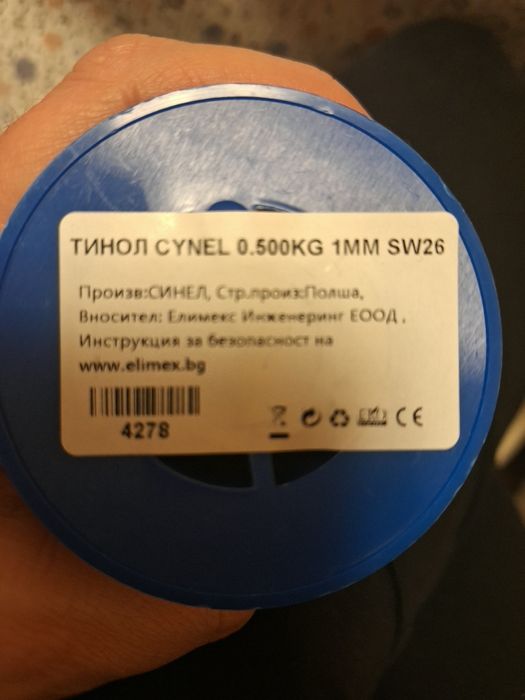 ТИНОЛ CYNEL 0.500KG 1MM SW26
Произв:СИНЕЛ, Стр.произ:Полша,
Вносител: Елимекс Инженеринг ЕООД ,
Инструкция за безопасност на
www.elimex.bg
4278
CE